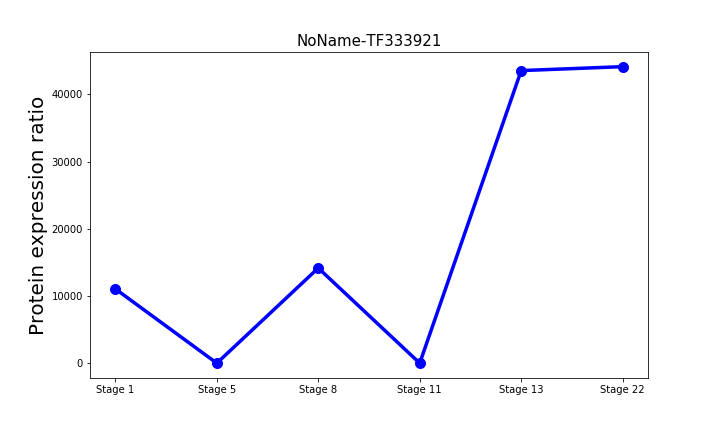 NoName-TF333921
Protein expression ratio
40000
30000
20000
10000
0
Stage 1 Stage 5 Stage 8 Stage 11 Stage 13 Stage 22